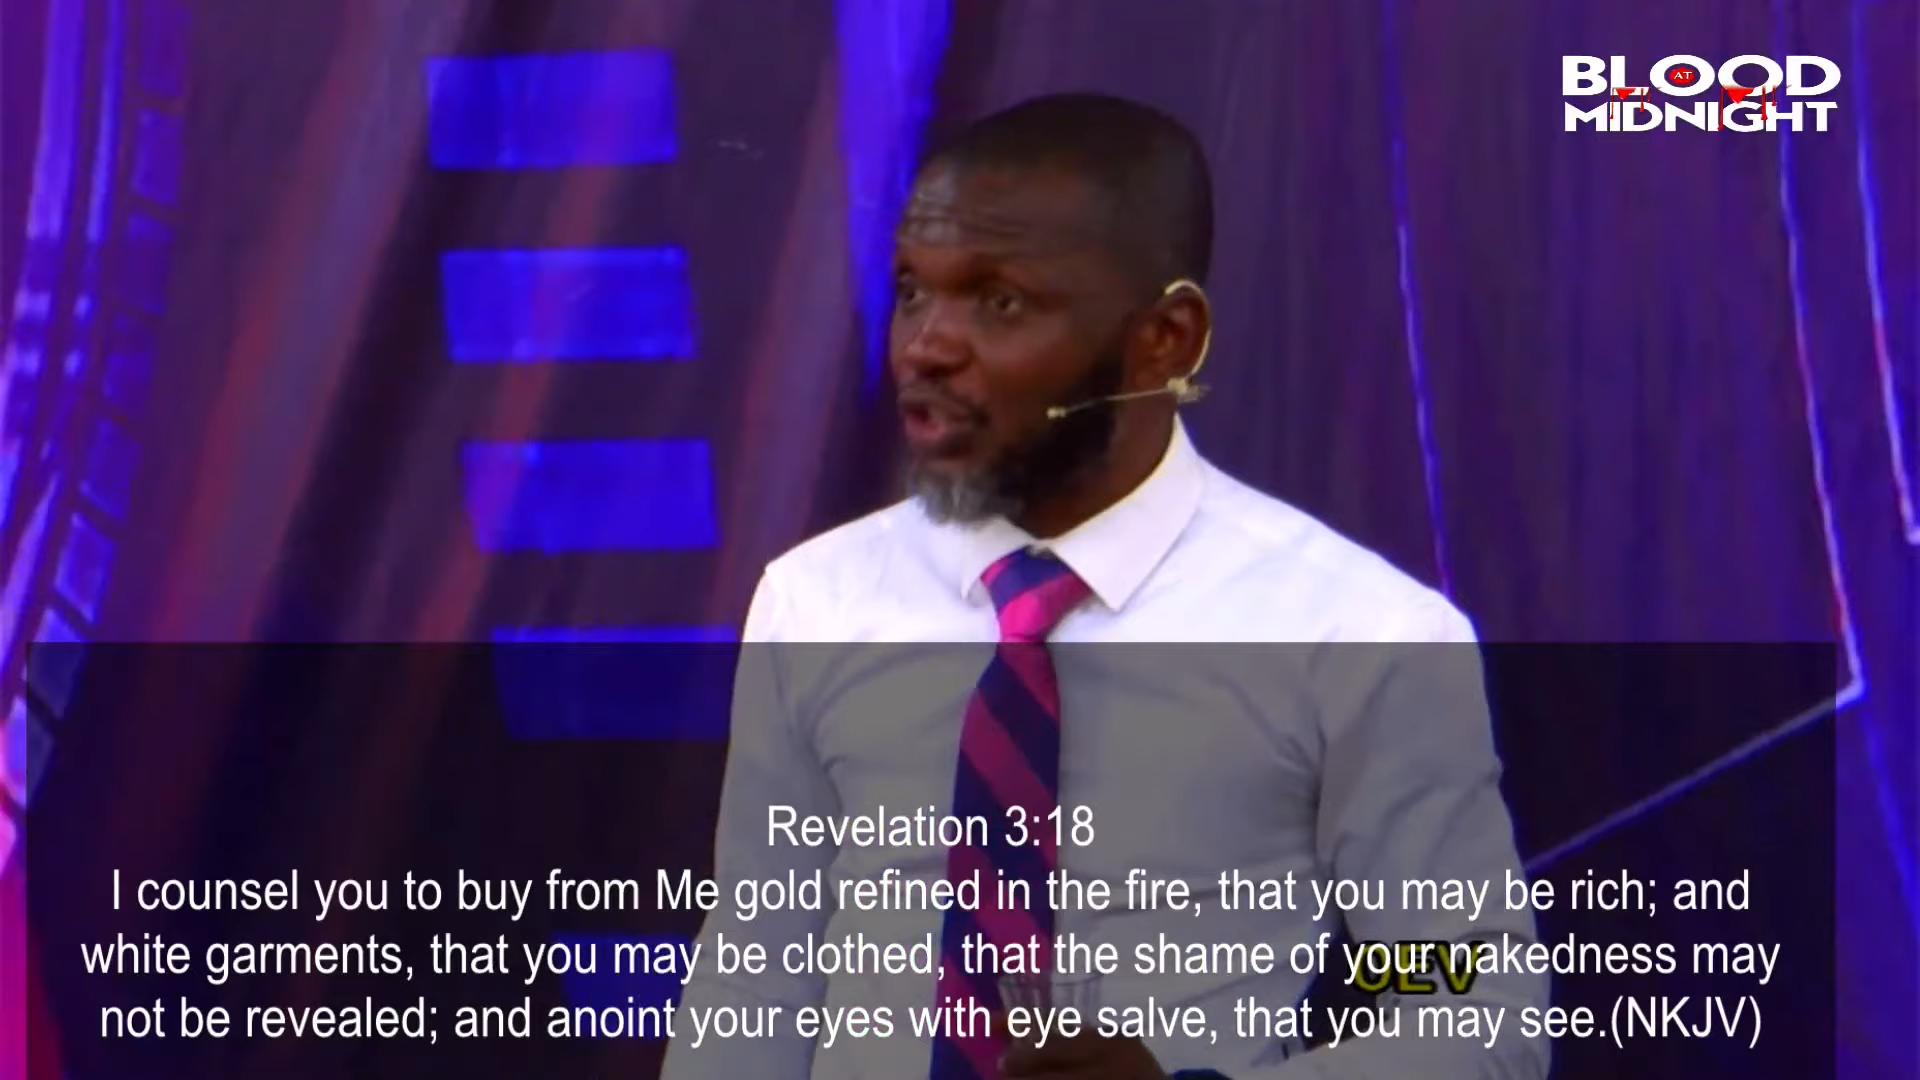 BLOOD
AT
MIDNIGHT
Revelation 3:18
I counsel you to buy from Me gold refined in the fire, that you may be rich; and
white garments, that you may be clothed, that the shame of your nakedness may
not be revealed; and anoint your eyes with eye salve, that you may see.(NKJV)